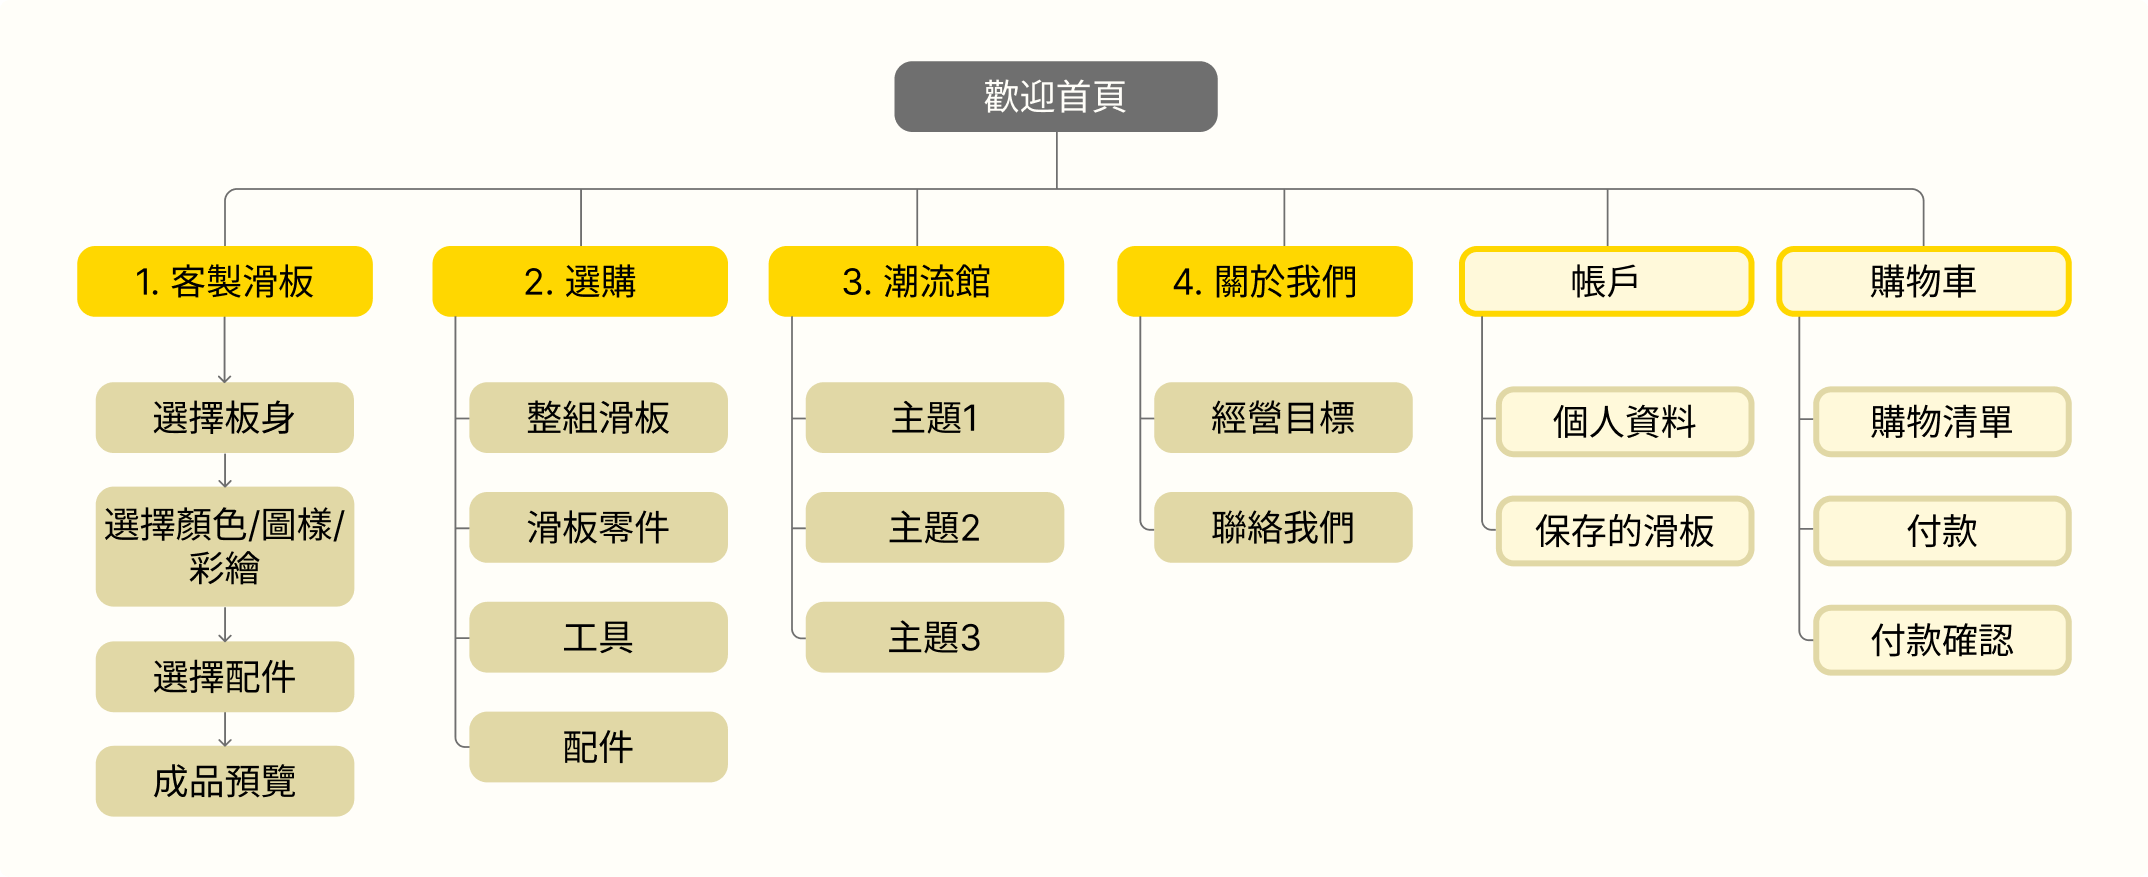 歡迎首頁
1. 客製滑板
選擇板身
選擇顏色/圖樣/
彩繪
選擇配件
成品預覽
2. 選購
整組滑板
滑板零件
工具
配件
3. 潮流館
主題1
主題2
主題3
4. 關於我們
經營目標
聯絡我們
帳戶
個人資料
保存的滑板
購物車
購物清單
付款
付款確認